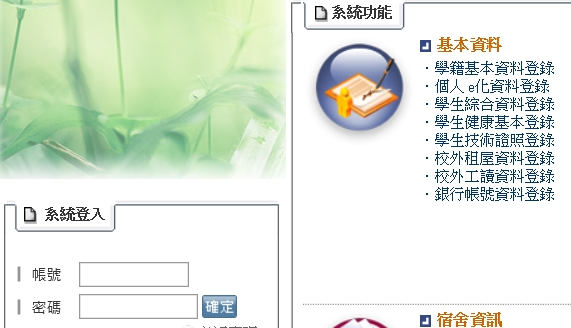 系統功能
基本資料
・學籍基本資料登錄
・個人 e化資料登錄
・學生綜合資料登錄
・學生健康基本登錄
・學生技術證照登錄
・校外租屋資料登錄
・校外工讀資料登錄
・銀行帳號資料登錄
系統登入
帳號
密碼
確定
宿舍資訊